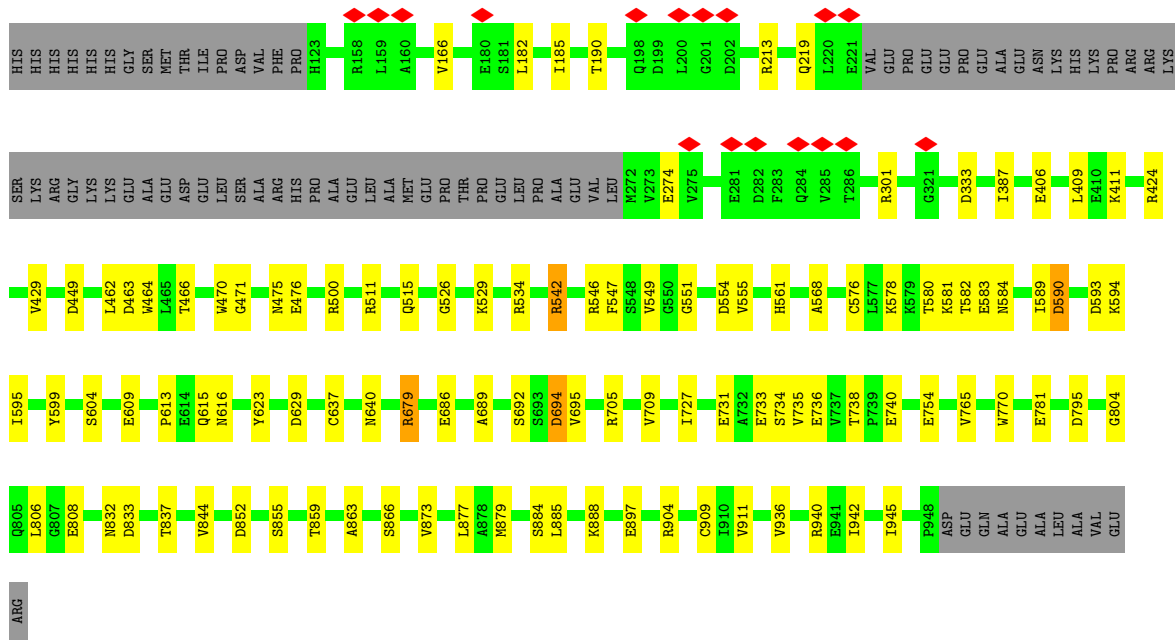 HIS HIS HIS HIS HIS HIS GLY SER MET THR ILE PRO ASP VAL PHE PRO H123 R158 L159 A160 V166 E180 S181 L182 I185 T190 Q198 D199 L200 G201 D202 R213 Q219 L220 E221 VAL GLU PRO GLU GLU PRO GLU ALA GLU ASN LYS HIS LYS PRO ARG ARG LYS
SER LYS ARG GLY LYS LYS GLU ALA GLU ASP GLU LEU SER ALA ARG HIS PRO ALA GLU LEU ALA MET GLU PRO THR PRO GLU LEU PRO ALA GLU VAL LEU M272 V273 E274 V275 E281 D282 F283 Q284 V285 T286 R301 G321 D333 I387 E406 L409 E410 K411 R424
V429 D449 L462 D463 W464 L465 T466 W470 G471 N475 E476 R500 R511 Q515 G526 K529 R534 R542 R546 F547 S548 V549 G550 G551 D554 V555 H561 A568 C576 L577 K578 K579 T580 K581 T582 E583 N584 I589 D590 D593 K594
I595 Y599 S604 E609 P613 E614 Q615 N616 Y623 D629 C637 N640 R679 E686 A689 S692 S693 D694 V695 R705 V709 I727 E731 A732 E733 S734 V735 E736 V737 T738 P739 E740 E754 V765 W770 E781 D795 G804
Q805 L806 G807 E808 N832 D833 T837 V844 D852 S855 T859 A863 S866 V873 L877 A878 M879 S884 L885 K888 E897 R904 C909 I910 V911 V936 R940 E941 I942 I945 P948 ASP GLU GLN ALA GLU ALA LEU ALA VAL GLU
ARG